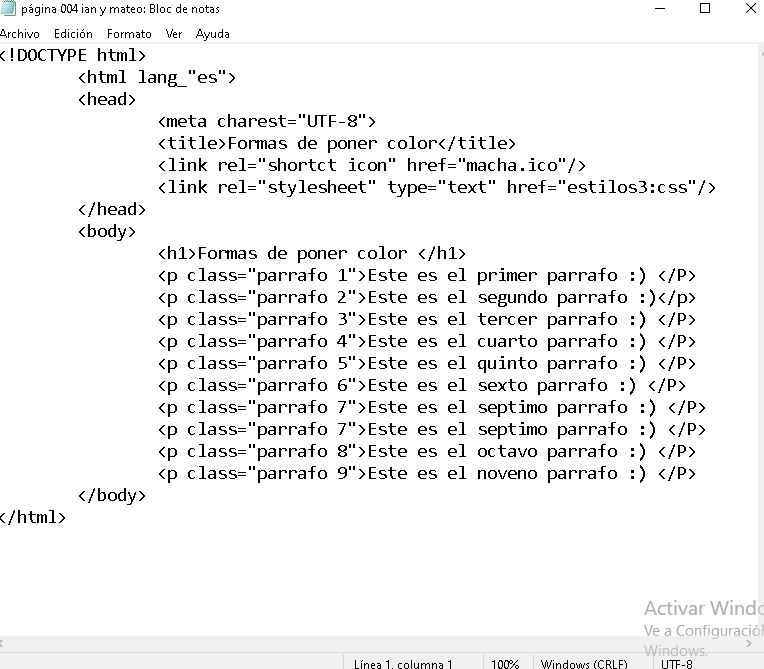 página 004 ian y mateo: Bloc de notas
Archivo Edición Formato Ver Ayuda
<!DOCTYPE html>
<html lang_"es">
<head>
<meta charest="UTF-8">
<title>Formas de poner color</title>
<link rel="shortct icon" href="macha.ico"/>
<link rel="stylesheet" type="text" href="estilos3:css"/>
</head>
<body>
<h1>Formas de poner color </h1>
<p class="parrafo 1">Este es el primer parrafo :) </P>
<p class="parrafo 2">Este es el segundo parrafo :)</p>
<p class="parrafo 3">Este es el tercer parrafo :) </P>
<p class="parrafo 4">Este es el cuarto parrafo :) </P>
<p class="parrafo 5">Este es el quinto parrafo :) </P>
<p class="parrafo 6">Este es el sexto parrafo :) </P>
<p class="parrafo 7">Este es el septimo parrafo :) </P>
<p class="parrafo 7">Este es el septimo parrafo :) </P>
<p class="parrafo 8">Este es el octavo parrafo :) </P>
<p class="parrafo 9">Este es el noveno parrafo :) </P>
</body>
</html>
Activar Windo
Ve a Configuració
Windows.
Línea 1, columna 1 100% Windows (CRLF) UTF-8